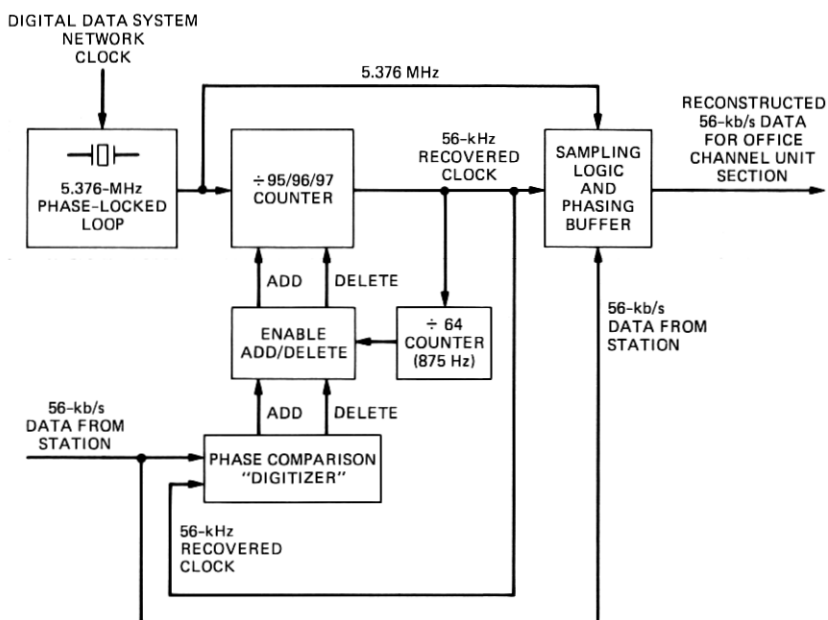 DIGITAL DATA SYSTEM
NETWORK
CLOCK
5.376 MHz
5.376-MHz
PHASE-LOCKED
LOOP
÷ 95/96/97
COUNTER
56-kHz
RECOVERED
CLOCK
SAMPLING
LOGIC
AND
PHASING
BUFFER
RECONSTRUCTED
56-kb/s DATA
FOR OFFICE
CHANNEL UNIT
SECTION
ADD
DELETE
ENABLE
ADD/DELETE
÷ 64
COUNTER
(875 Hz)
56-kb/s
DATA FROM
STATION
ADD
DELETE
56-kb/s
DATA FROM
STATION
PHASE COMPARISON
"DIGITIZER"
56-kHz
RECOVERED
CLOCK